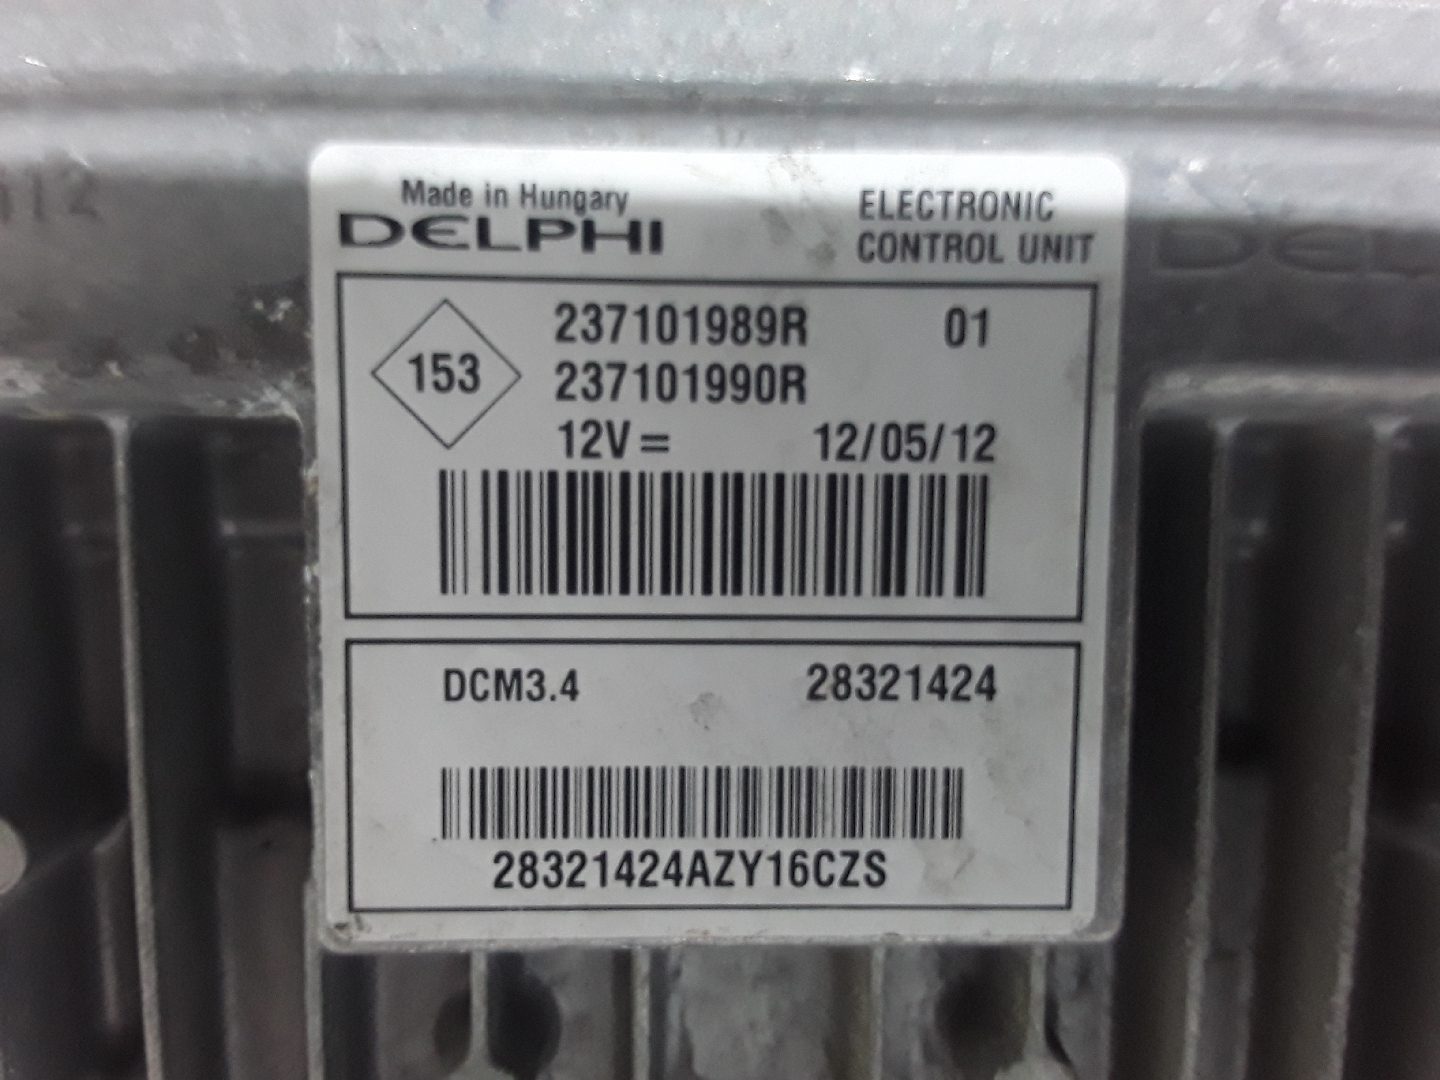 Made in Hungary
DELPHI
ELECTRONIC
CONTROL UNIT
153
237101989R 01
237101990R
12V= 12/05/12
DCM3.4 28321424
28321424AZY16CZS